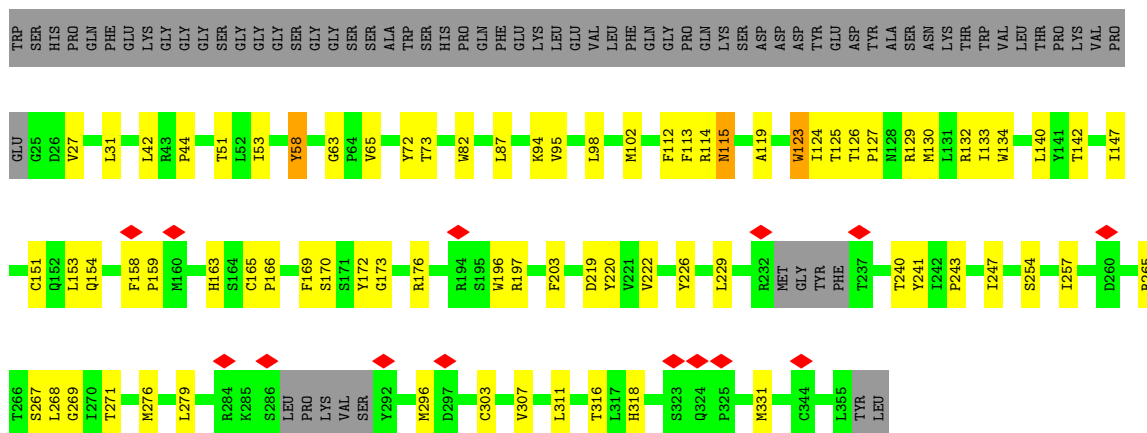 TRP SER HIS PRO GLN PHE GLU LYS GLY GLY GLY SER GLY GLY GLY SER GLY GLY SER SER ALA TRP SER HIS PRO GLN PHE GLU LYS LEU GLU VAL LEU PHE GLN GLY PRO GLN LYS SER ASP ASP ASP TYR GLU ASP TYR ALA SER ASN LYS THR TRP VAL LEU THR PRO LYS VAL PRO
GLU G25 D26 V27 L31 L42 R43 P44 T51 L52 I53 Y58 G63 P64 V65 Y72 T73 W82 L87 K94 V95 L98 M102 F112 F113 R114 N115 A119 W123 I124 T125 T126 P127 N128 R129 M130 L131 R132 I133 W134 L140 Y141 T142 I147
C151 Q152 L153 Q154 F158 P159 M160 H163 S164 C165 P166 F169 S170 S171 Y172 G173 R176 R194 S195 W196 R197 F203 D219 Y220 V221 V222 Y226 L229 R232 MET GLY TYR PHE T237 T240 Y241 I242 P243 I247 S254 I257 D260
T266 S267 L268 G269 I270 T271 M276 L279 R284 K285 S286 LEU PRO LYS VAL SER Y292 M296 D297 C303 V307 L311 T316 L317 H318 S323 Q324 P325 M331 C344 L355 TYR LEU